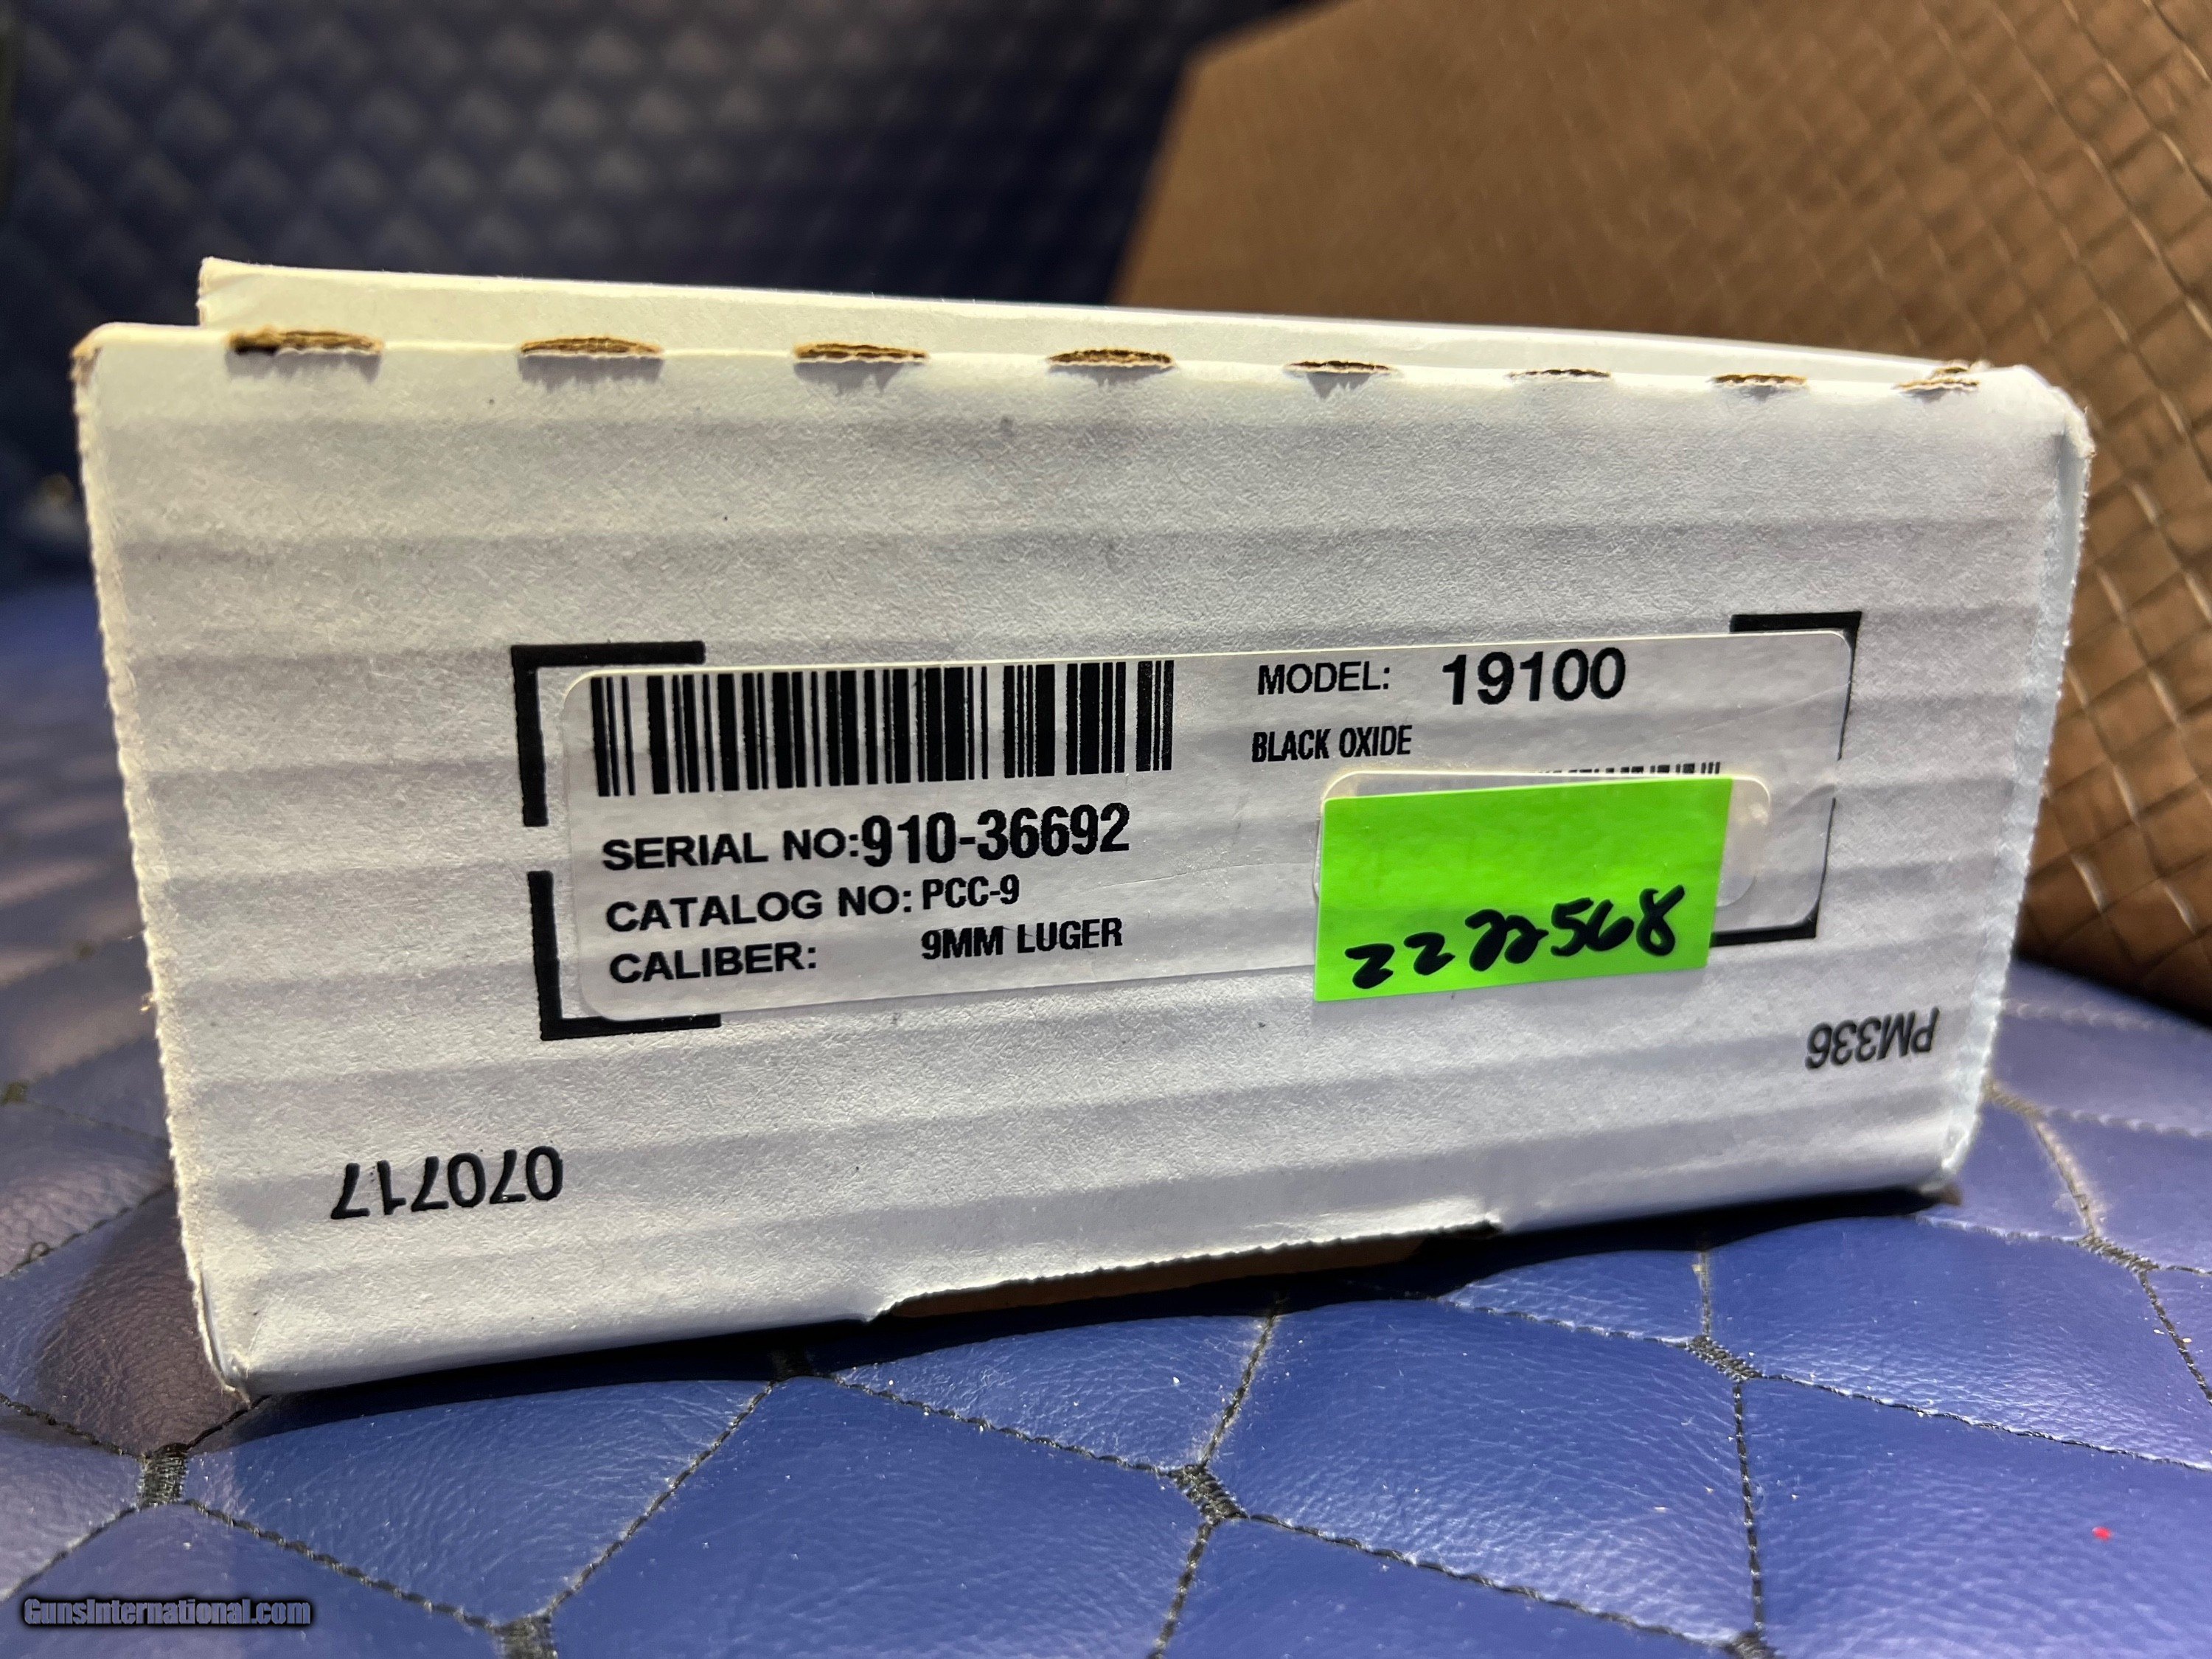 MODEL: 19100
BLACK OXIDE
SERIAL NO:910-36692
CATALOG NO: PCC-9
CALIBER: 9MM LUGER
2222568
PM336
070717
GunsInternational.com